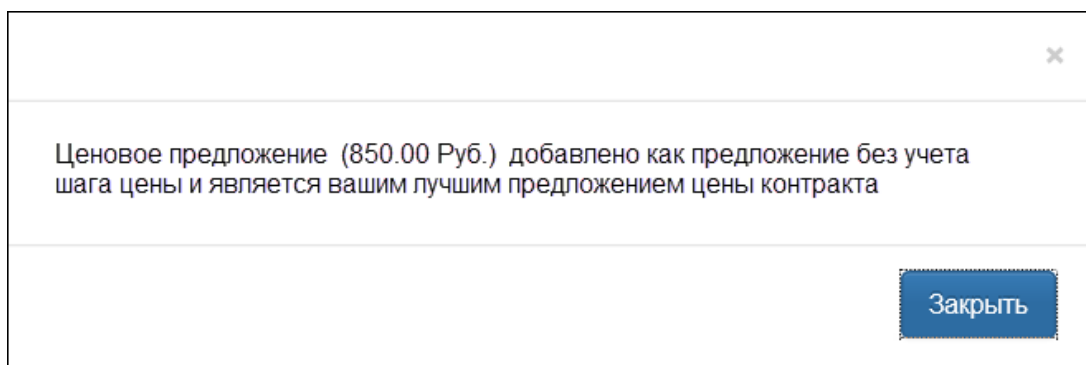 Ценовое предложение (850.00 Руб.) добавлено как предложение без учета
шага цены и является вашим лучшим предложением цены контракта
Закрыть